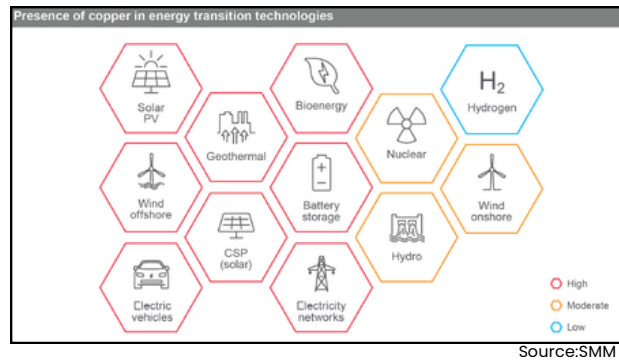 Presence of copper in energy transition technologies
Solar
PV
Bioenergy
H2
Hydrogen
Geothermal
Nuclear
Wind
offshore
Battery
storage
Wind
onshore
CSP
(solar)
Hydro
Electric
vehicles
Electricity
networks
High
Moderate
Low
Source:SMM